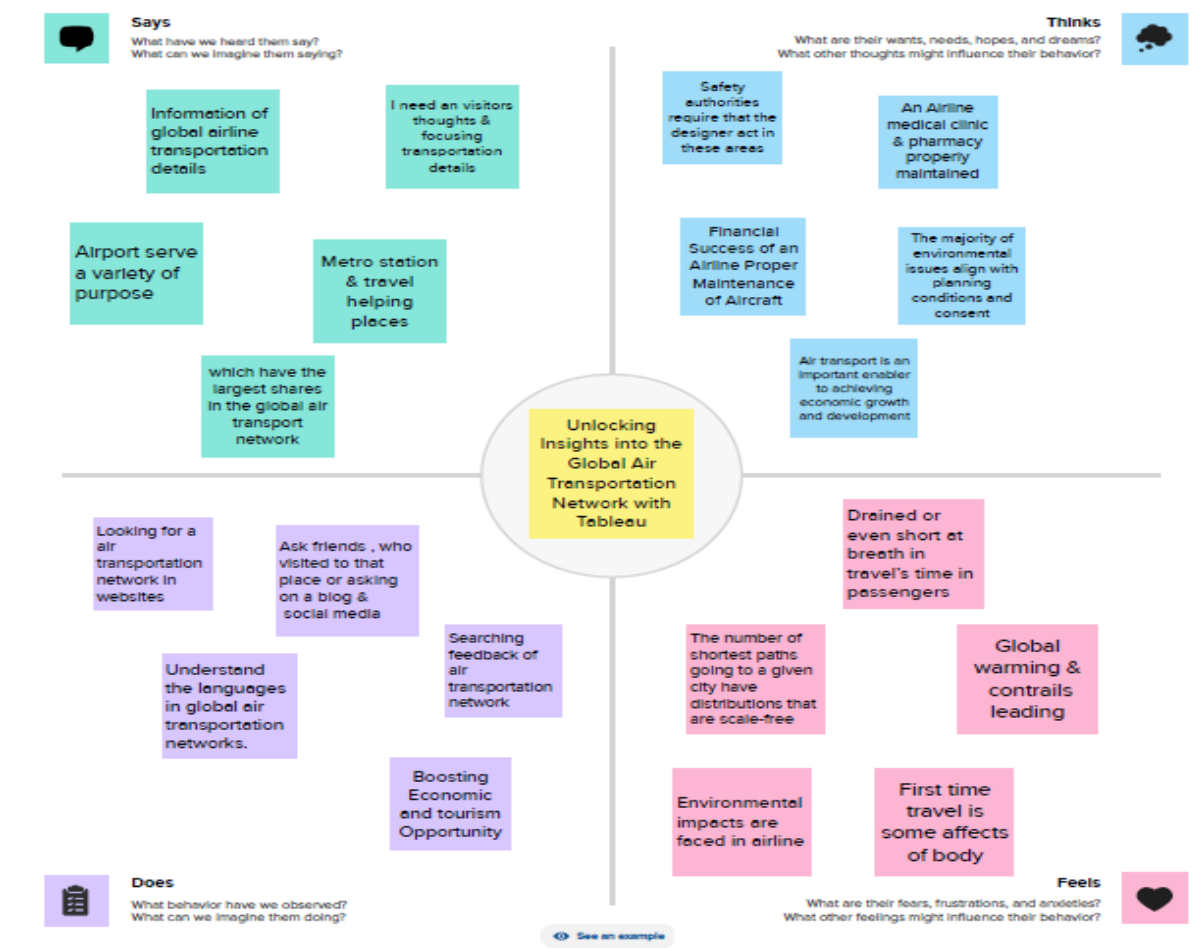 Says
What have we heard them say?
What can we imagine them saying?
Information of
global airline
transportation
details
I need an visitors
thoughts &
focusing
transportation
details
Airport serve
a variety of
purpose
Metro station
& travel
helping
places
which have the
largest shares
in the global air
transport
network
Thinks
What are their wants, needs, hopes, and dreams?
What other thoughts might influence their behavior?
Safety
authorities
require that the
designer act in
these areas
An Airline
medical clinic
& pharmacy
properly
maintained
Financial
Success of an
Airline Proper
Maintenance
of Aircraft
The majority of
environmental
issues align with
planning
conditions and
consent
Air transport is an
important enabler
to achieving
economic growth
and development
Unlocking
Insights into the
Global Air
Transportation
Network with
Tableau
Looking for a
air
transportation
network in
websites
Ask friends , who
visited to that
place or asking
on a blog &
social media
Searching
feedback of
air
transportation
network
Understand
the languages
in global air
transportation
networks.
Boosting
Economic
and tourism
Opportunity
Does
What behavior have we observed?
What can we imagine them doing?
Drained or
even short at
breath in
travel's time in
passengers
The number of
shortest paths
going to a given
city have
distributions that
are scale-free
Global
warming &
contrails
leading
Environmental
impacts are
faced in airline
First time
travel is
some affects
of body
Feels
What are their fears, frustrations, and anxieties?
What other feelings might influence their behavior?
See an example